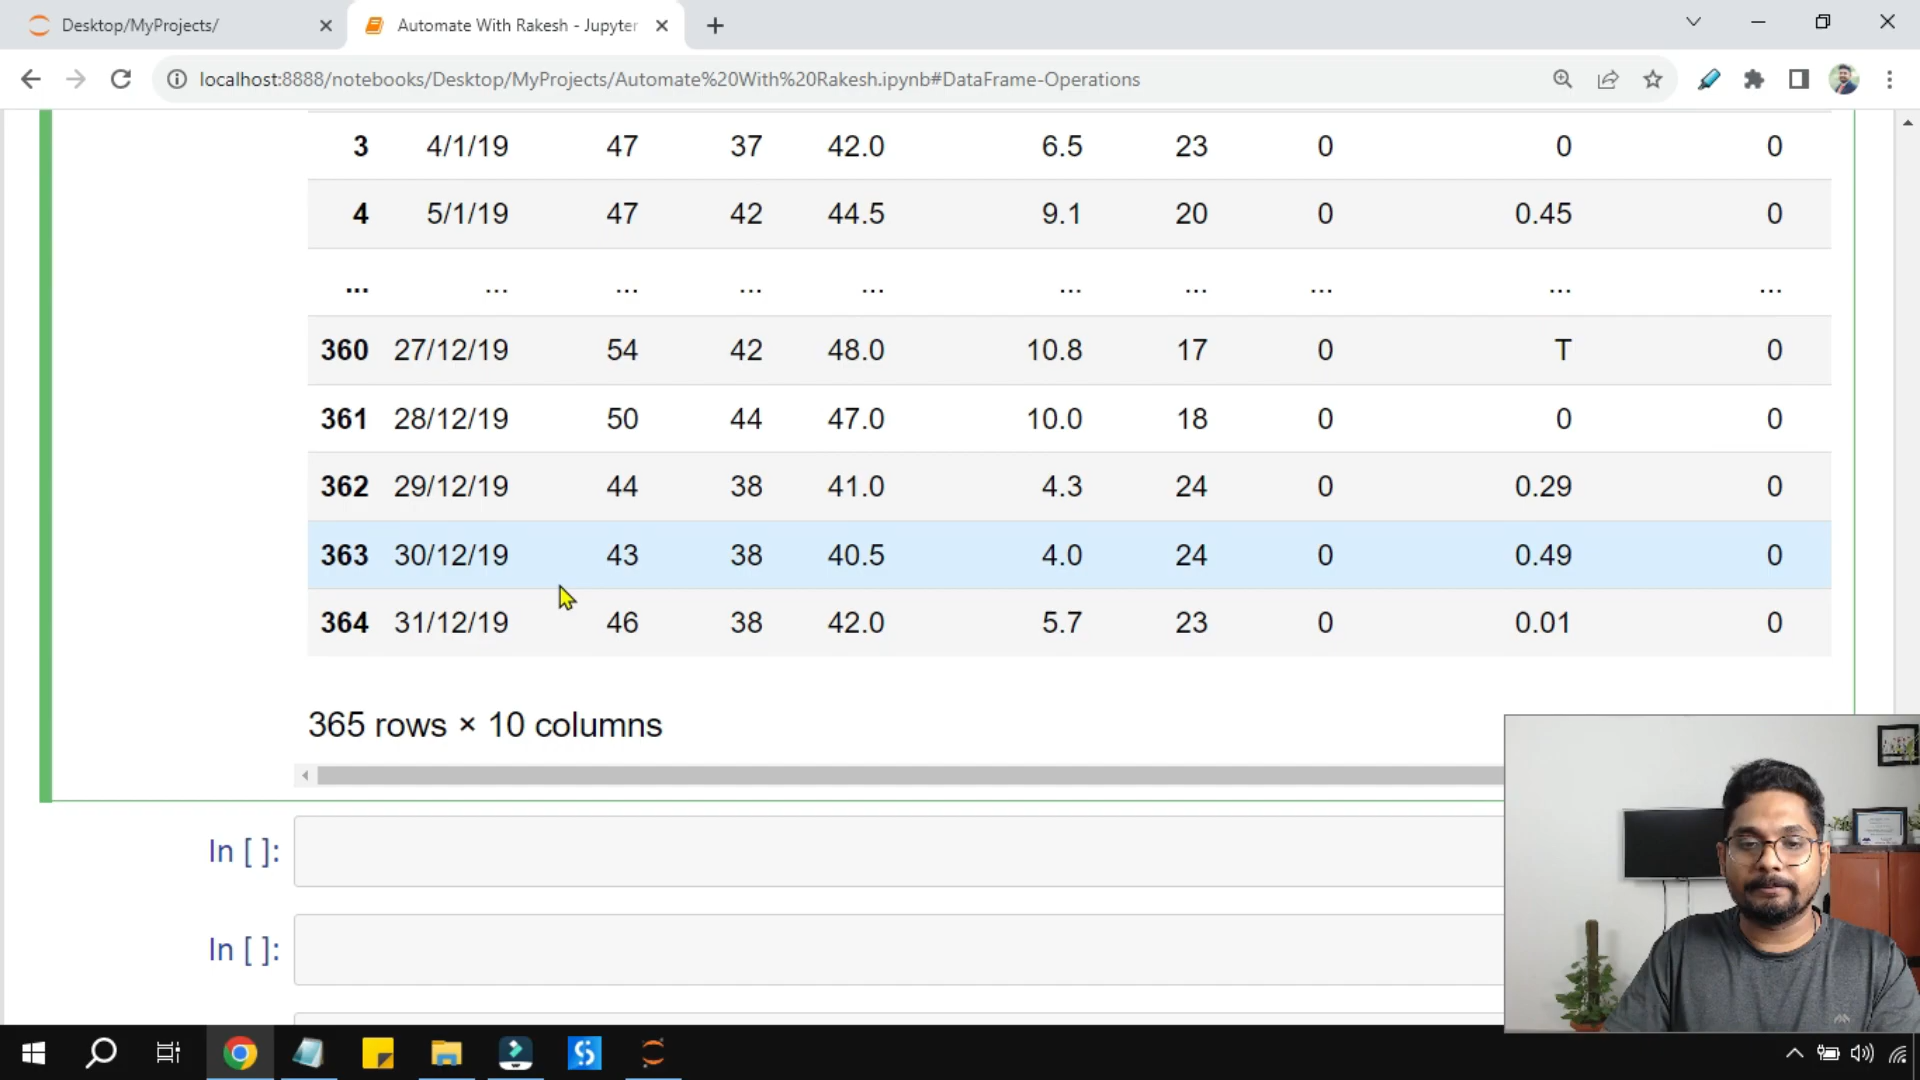 Desktop/MyProjects/
Automate With Rakesh - Jupyter
localhost:8888/notebooks/Desktop/MyProjects/Automate%20With%20Rakesh.ipynb#DataFrame-Operations
3 4/1/19 47 37 42.0 6.5 23 0 0 0
4 5/1/19 47 42 44.5 9.1 20 0 0.45 0
... ... ... ... ... ... ... ... ... ...
360 27/12/19 54 42 48.0 10.8 17 0 T 0
361 28/12/19 50 44 47.0 10.0 18 0 0 0
362 29/12/19 44 38 41.0 4.3 24 0 0.29 0
363 30/12/19 43 38 40.5 4.0 24 0 0.49 0
364 31/12/19 46 38 42.0 5.7 23 0 0.01 0
365 rows × 10 columns
In [ ]:
In [ ]: